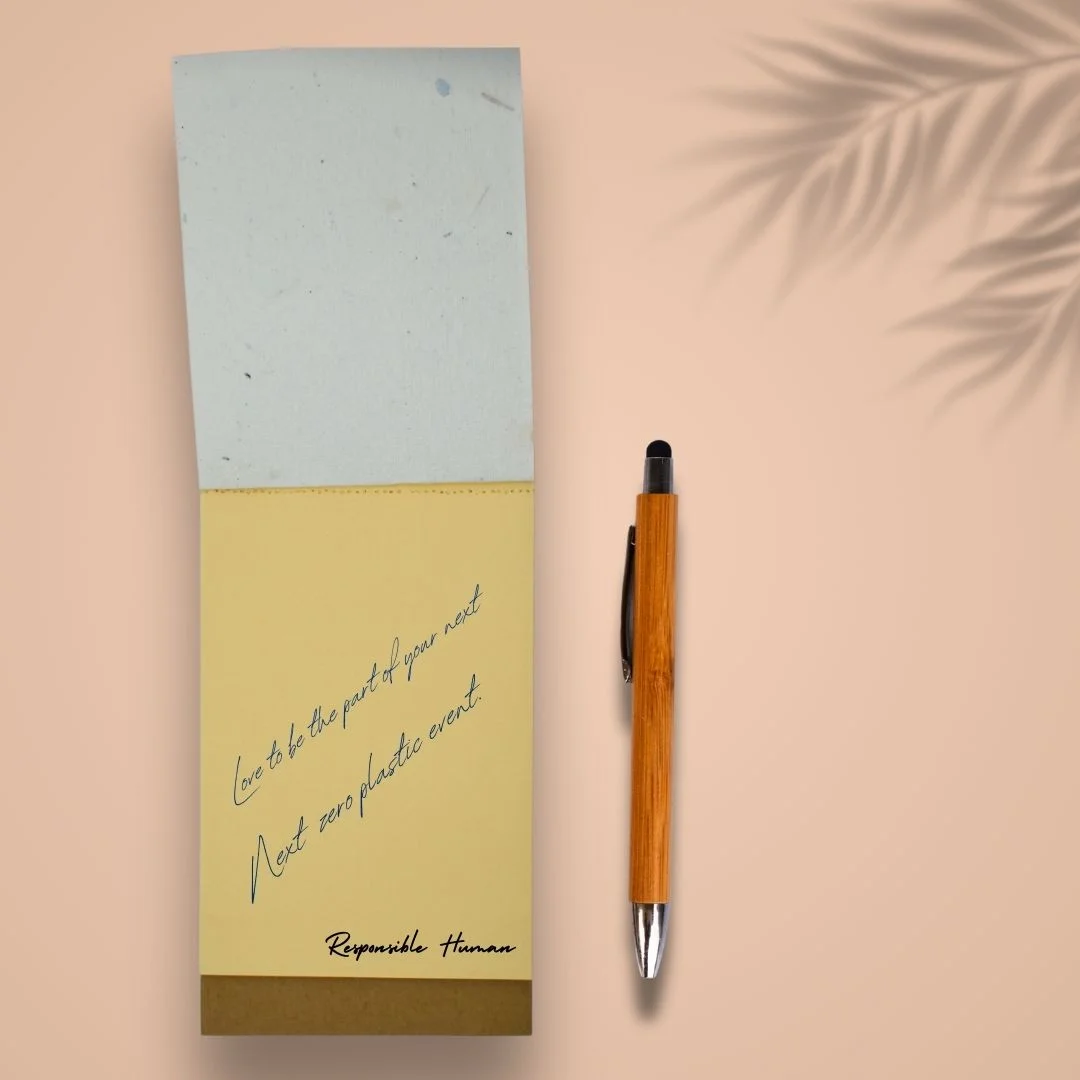 Love to be the part of your next
Next zero plastic event.
Responsible Human